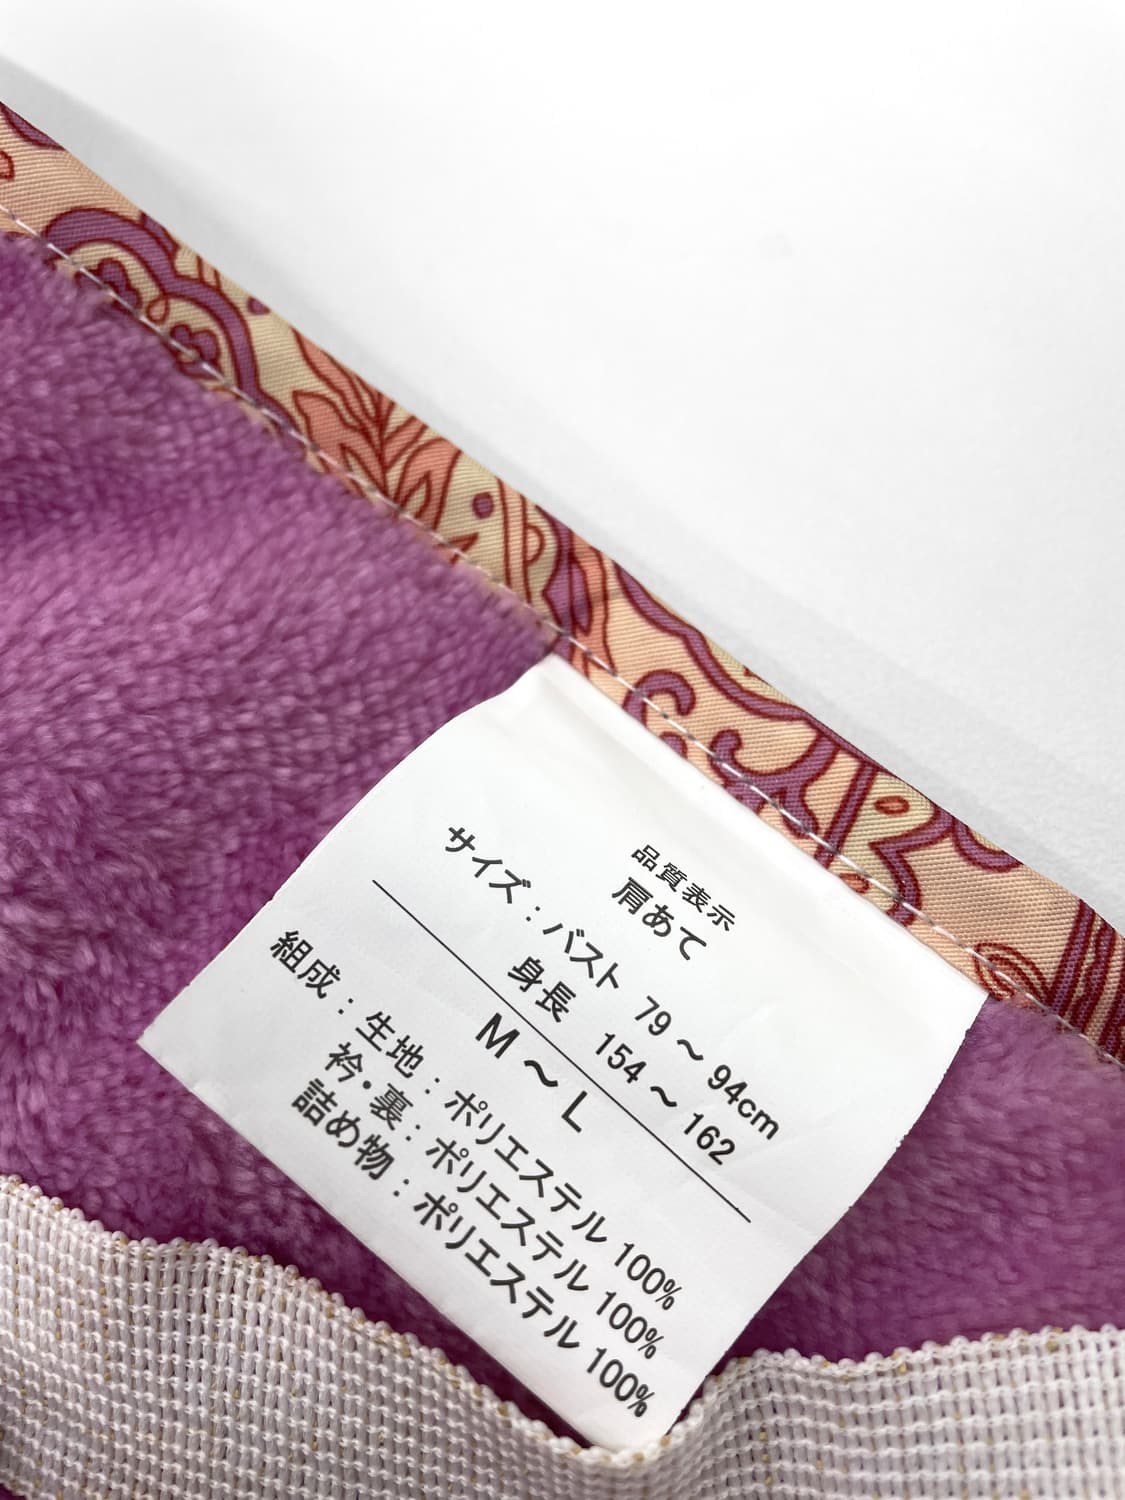 品質表示
肩あて
サイズ：バスト 79～94cm
身長 154～162
M～L
組成：生地：ポリエステル 100%
衿・裏：ポリエステル 100%
詰め物：ポリエステル 100%